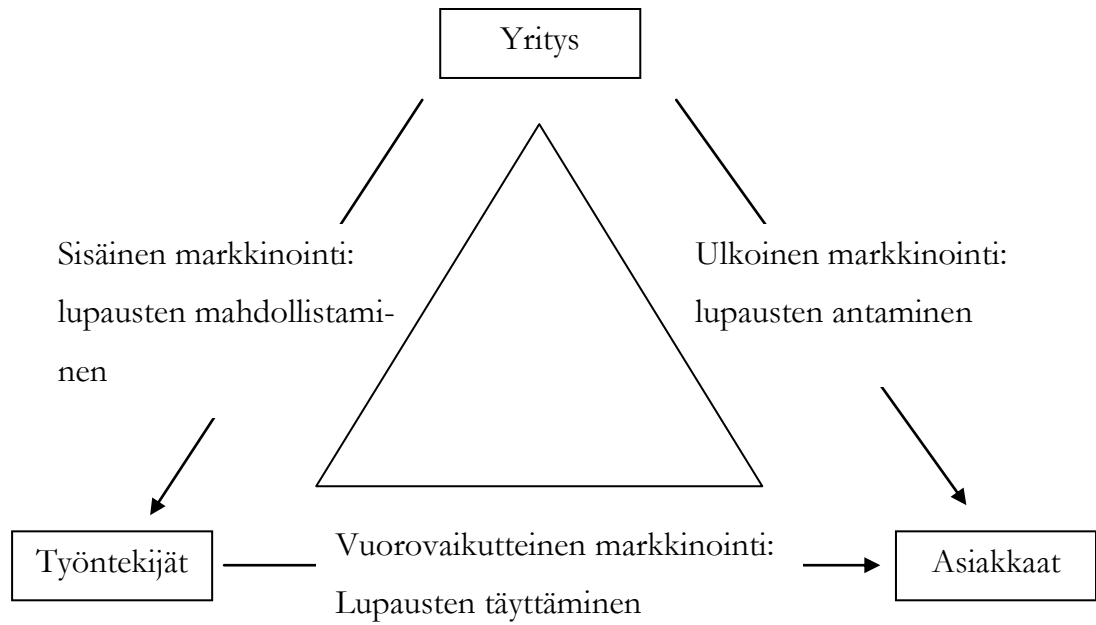 Yritys
Sisäinen markkinointi:
lupausten mahdollistami-
nen
Ulkoinen markkinointi:
lupausten antaminen
Työntekijät
Vuorovaikutteinen markkinointi:
Lupausten täyttäminen
Asiakkaat